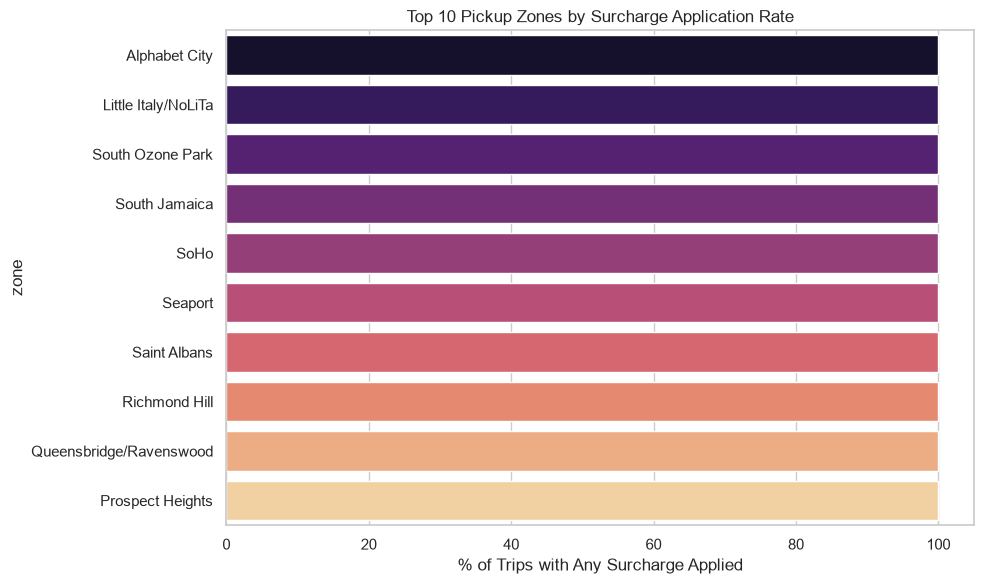 Top 10 Pickup Zones by Surcharge Application Rate
zone
Alphabet City
Little Italy/NoLiTa
South Ozone Park
South Jamaica
SoHo
Seaport
Saint Albans
Richmond Hill
Queensbridge/Ravenswood
Prospect Heights
0 20 40 60 80 100
% of Trips with Any Surcharge Applied